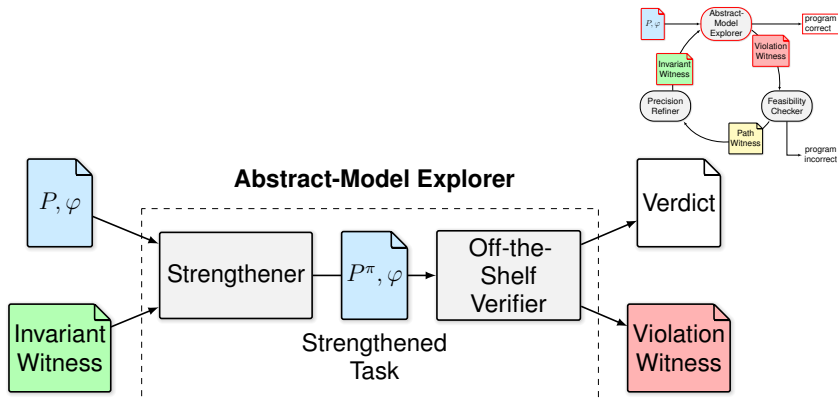 P, φ
Abstract-
Model
Explorer
program
correct
Violation
Witness
Invariant
Witness
Precision
Refiner
Feasibility
Checker
Path
Witness
program
incorrect
Abstract-Model Explorer
P, φ
Verdict
Strengthener
P^π, φ
Off-the-
Shelf
Verifier
Invariant
Witness
Strengthened
Task
Violation
Witness